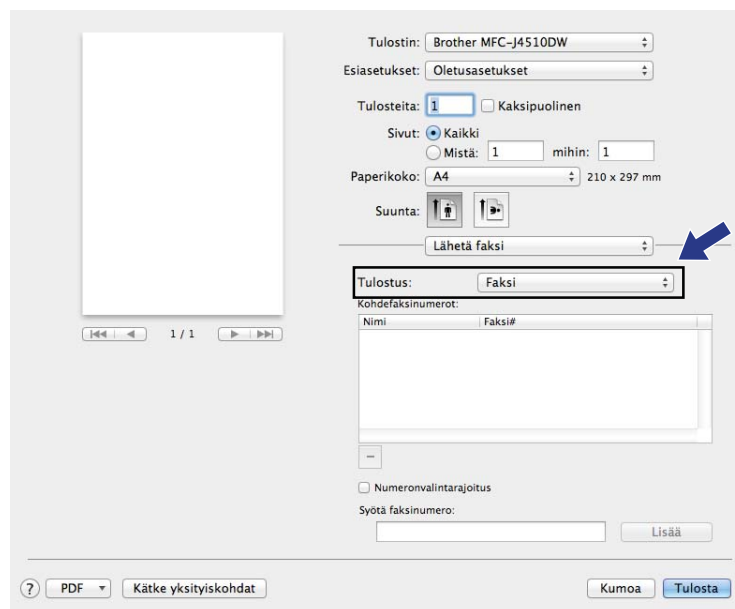 Tulostin: Brother MFC-J4510DW
Esiasetukset: Oletusasetukset
Tulosteita: 1 Kaksipuolinen
Sivut: Kaikki
Mistä: 1 mihin: 1
Paperikoko: A4 210 x 297 mm
Suunta:
Lähetä faksi
Tulostus: Faksi
Kohdefaksinumerot:
Nimi Faksi#
1 / 1
Numeronvalintarajoitus
Syötä faksinumero:
Lisää
? PDF Kätke yksityiskohdat Kumoa Tulosta